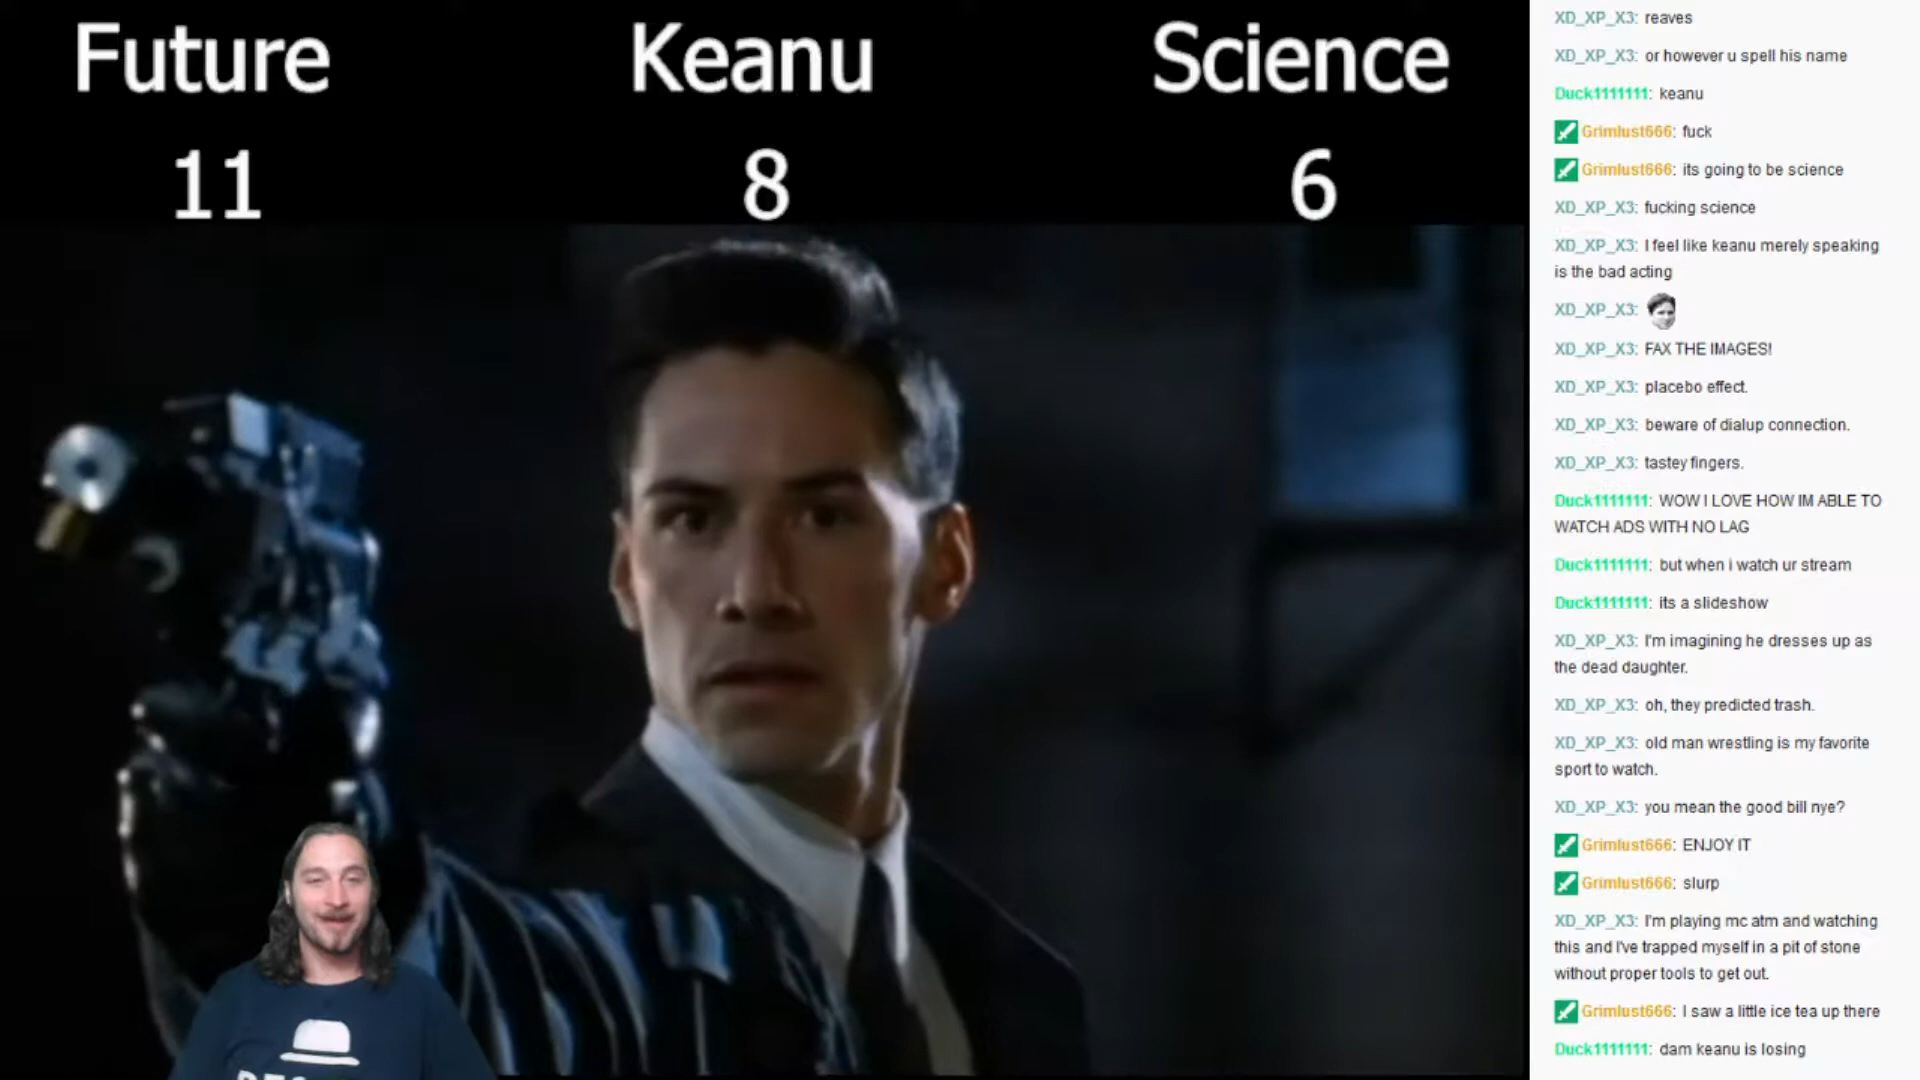 Future Keanu Science
11 8 6
XD_XP_X3: reaves
XD_XP_X3: or however u spell his name
Duck1111111: keanu
Grimlust666: fuck
Grimlust666: its going to be science
XD_XP_X3: fucking science
XD_XP_X3: I feel like keanu merely speaking
is the bad acting
XD_XP_X3:
XD_XP_X3: FAX THE IMAGES!
XD_XP_X3: placebo effect.
XD_XP_X3: beware of dialup connection.
XD_XP_X3: tastey fingers.
Duck1111111: WOW I LOVE HOW IM ABLE TO
WATCH ADS WITH NO LAG
Duck1111111: but when i watch ur stream
Duck1111111: its a slideshow
XD_XP_X3: I'm imagining he dresses up as
the dead daughter.
XD_XP_X3: oh, they predicted trash.
XD_XP_X3: old man wrestling is my favorite
sport to watch.
XD_XP_X3: you mean the good bill nye?
Grimlust666: ENJOY IT
Grimlust666: slurp
XD_XP_X3: I'm playing mc atm and watching
this and I've trapped myself in a pit of stone
without proper tools to get out.
Grimlust666: I saw a little ice tea up there
Duck1111111: dam keanu is losing